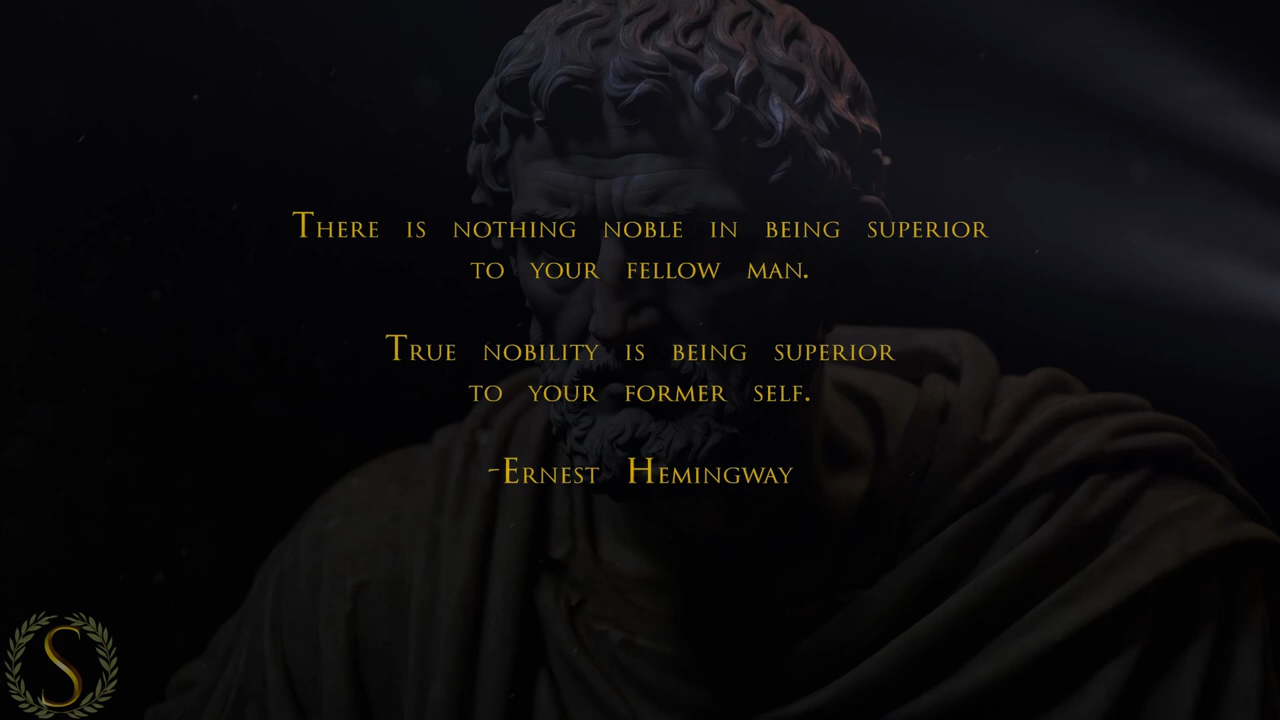 There is nothing noble in being superior
to your fellow man.
True nobility is being superior
to your former self.
-Ernest Hemingway
S